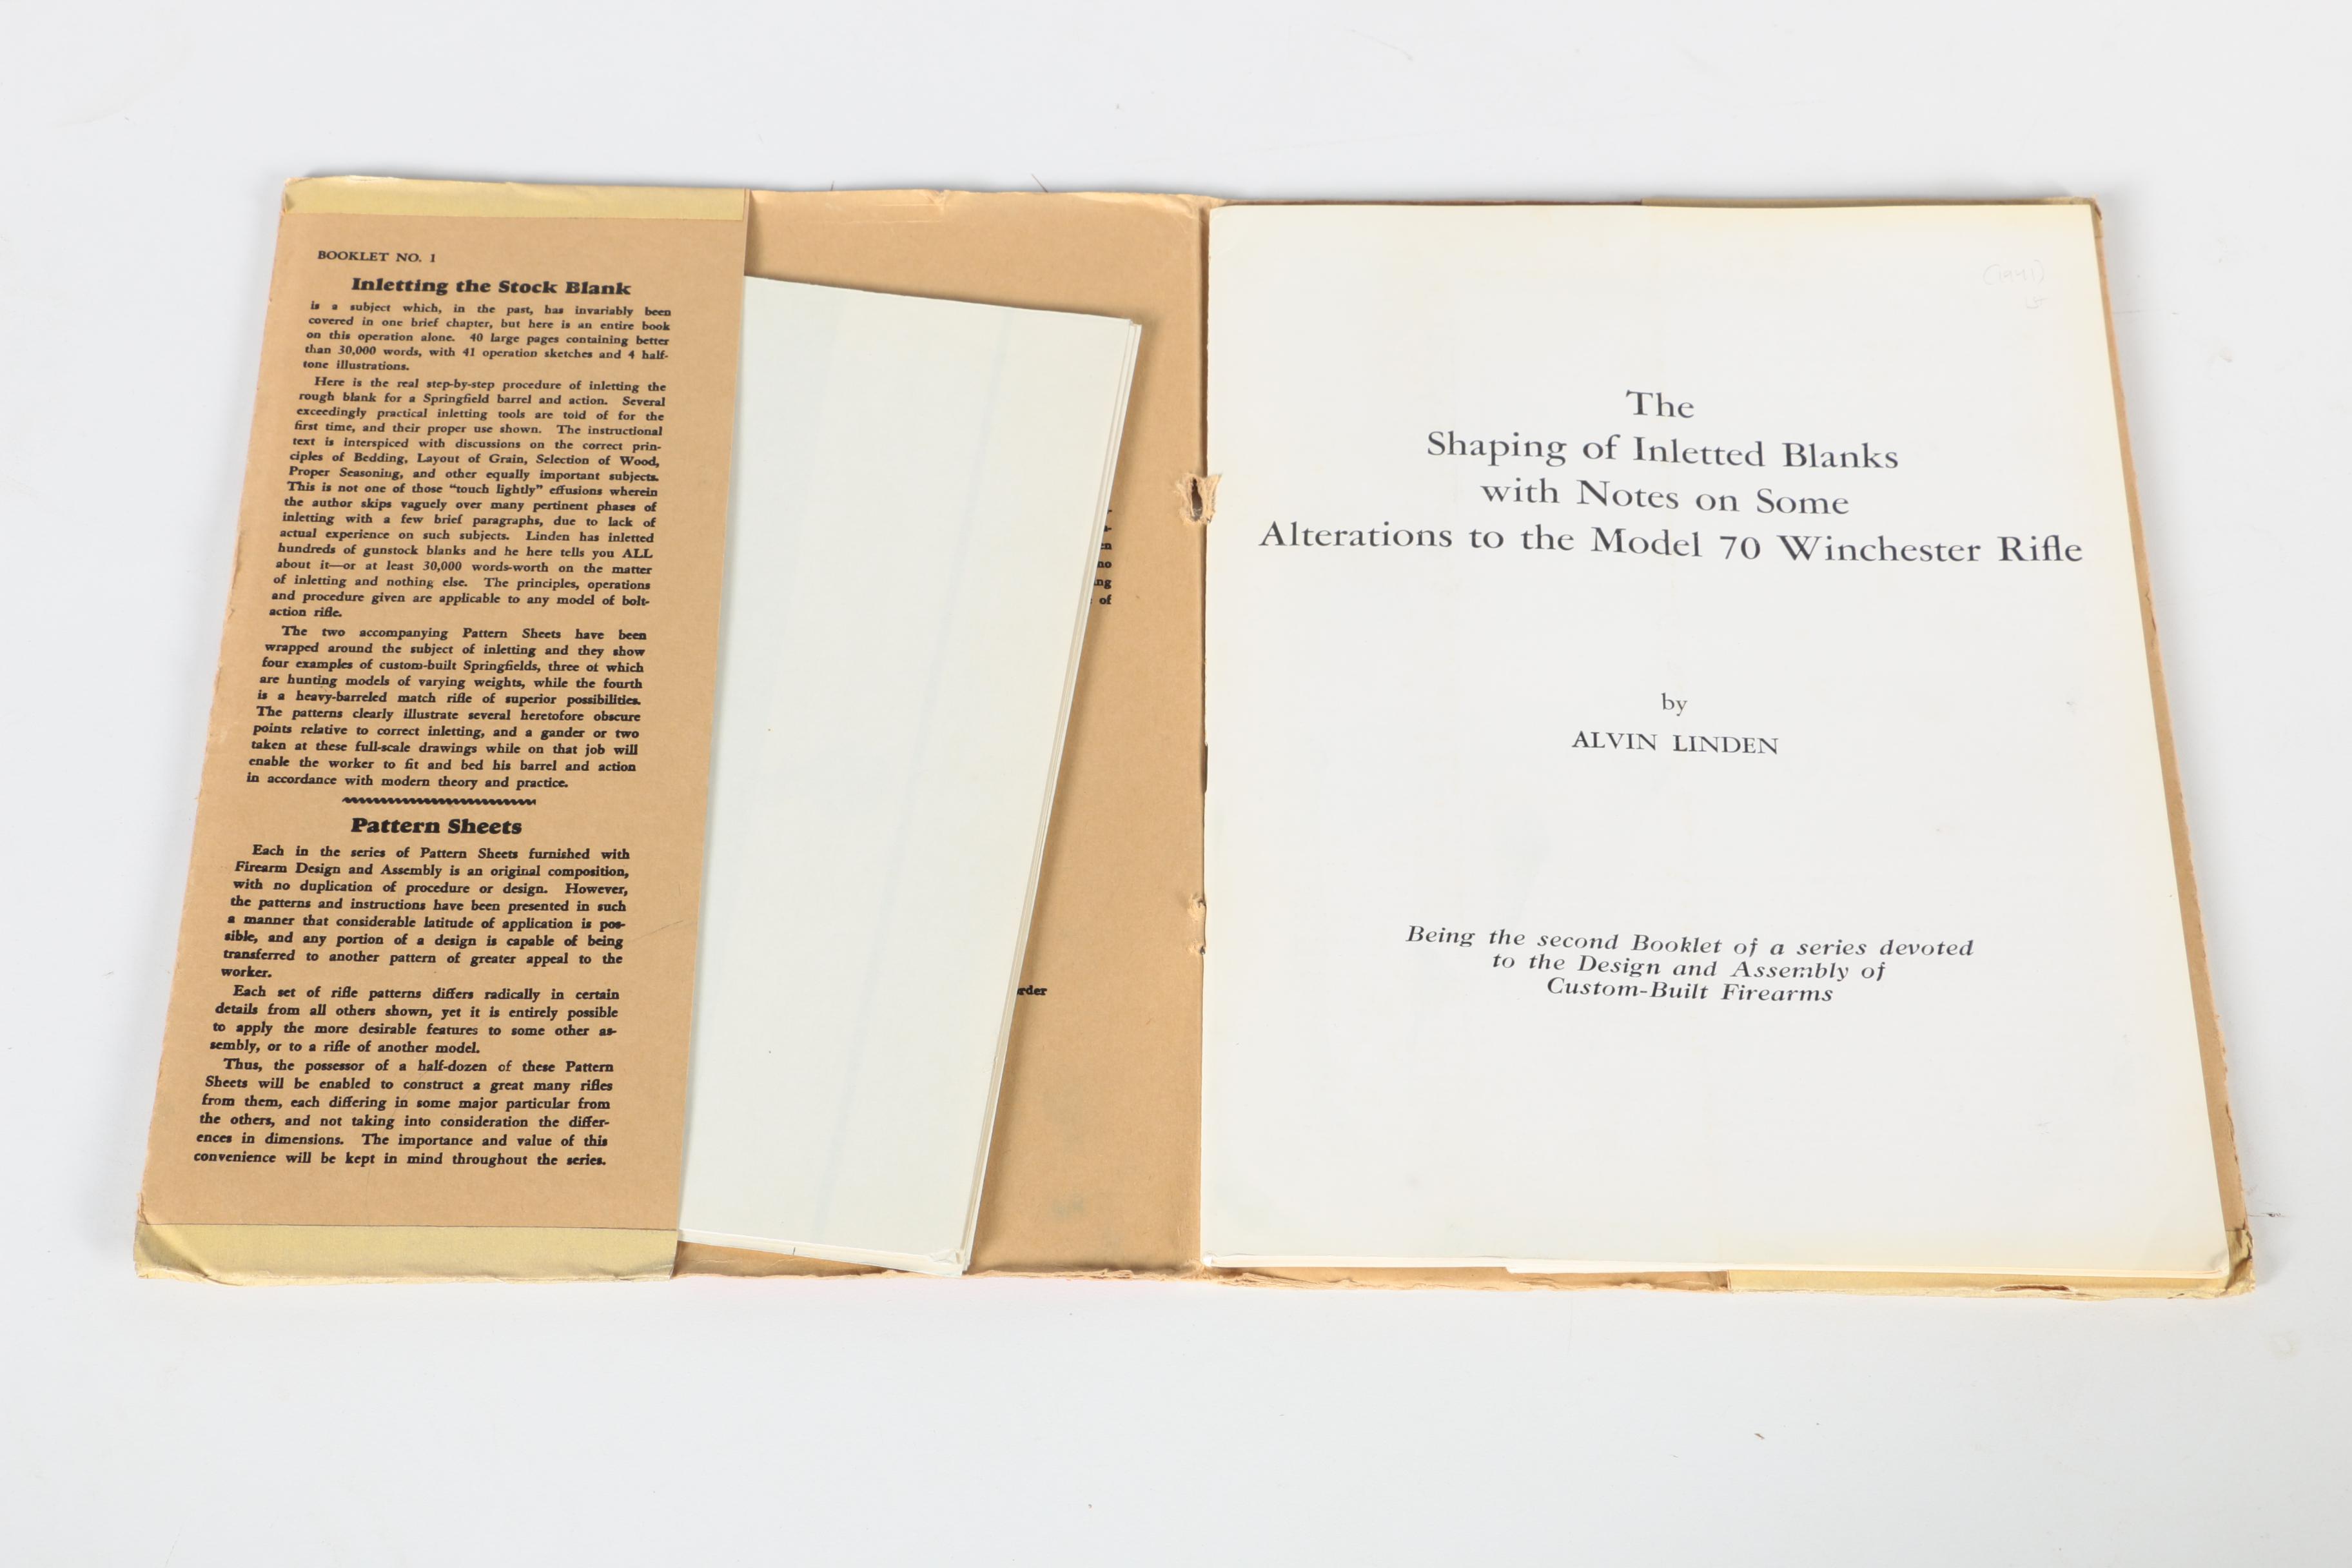 BOOKLET NO. 1
Inletting the Stock Blank
is a subject which, in the past, has invariably been
covered in one brief chapter, but here is an entire book
on this operation alone. 40 large pages containing better
than 30,000 words, with 41 operation sketches and 4 half-
tone illustrations.
Here is the real step-by-step procedure of inletting the
rough blank for a Springfield barrel and action. Several
exceedingly practical inletting tools are told of for the
first time, and their proper use shown. The instructional
text is interspiced with discussions on the correct prin-
ciples of Bedding, Layout of Grain, Selection of Wood,
Proper Seasoning, and other equally important subjects.
This is not one of those “touch lightly” effusions wherein
the author skips vaguely over many pertinent phases of
inletting with a few brief paragraphs, due to lack of
actual experience on such subjects. Linden has inletted
hundreds of gunstock blanks and he here tells you ALL
about it—or at least 30,000 words-worth on the matter
of inletting and nothing else. The principles, operations
and procedure given are applicable to any model of bolt-
action rifle.
The two accompanying Pattern Sheets have been
wrapped around the subject of inletting and they show
four examples of custom-built Springfields, three of which
are hunting models of varying weights, while the fourth
is a heavy-barreled match rifle of superior possibilities.
The patterns clearly illustrate several heretofore obscure
points relative to correct inletting, and a gander or two
taken at these full-scale drawings while on that job will
enable the worker to fit and bed his barrel and action
in accordance with modern theory and practice.
Pattern Sheets
Each in the series of Pattern Sheets furnished with
Firearm Design and Assembly is an original composition,
with no duplication of procedure or design. However,
the patterns and instructions have been presented in such
a manner that considerable latitude of application is pos-
sible, and any portion of a design is capable of being
transferred to another pattern of greater appeal to the
worker.
Each set of rifle patterns differs radically in certain
details from all others shown, yet it is entirely possible
to apply the more desirable features to some other as-
sembly, or to a rifle of another model.
Thus, the possessor of a half-dozen of these Pattern
Sheets will be enabled to construct a great many rifles
from them, each differing in some major particular from
the others, and not taking into consideration the differ-
ences in dimensions. The importance and value of this
convenience will be kept in mind throughout the series.
of
(1941)
The
Shaping of Inletted Blanks
with Notes on Some
Alterations to the Model 70 Winchester Rifle
by
ALVIN LINDEN
Being the second Booklet of a series devoted
to the Design and Assembly of
Custom-Built Firearms